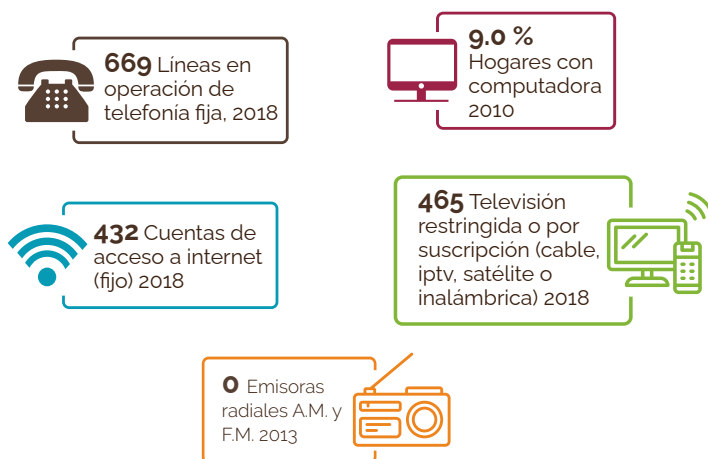 669 Líneas en
operación de
telefonía fija, 2018
9.0 %
Hogares con
computadora
2010
432 Cuentas de
acceso a internet
(fijo) 2018
465 Televisión
restringida o por
suscripción (cable,
iptv, satélite o
inalámbrica) 2018
0 Emisoras
radiales A.M. y
F.M. 2013